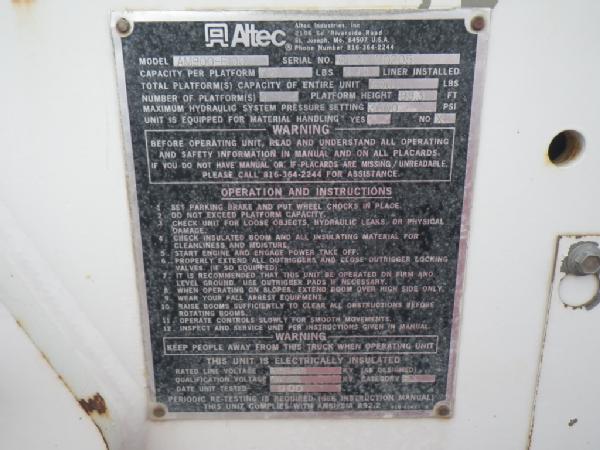 Altec
Altec Industries, Inc
2106 So. Riverside Road
St. Joseph, Mo. 64507 U.S.A.
Phone Number 816-364-2244
MODEL SERIAL NO.
CAPACITY PER PLATFORM LBS LINER INSTALLED
TOTAL PLATFORM(S) CAPACITY OF ENTIRE UNIT LBS
NUMBER OF PLATFORM(S) PLATFORM HEIGHT FT
MAXIMUM HYDRAULIC SYSTEM PRESSURE SETTING PSI
UNIT IS EQUIPPED FOR MATERIAL HANDLING YES NO X
WARNING
BEFORE OPERATING UNIT, READ AND UNDERSTAND ALL OPERATING
AND SAFETY INFORMATION IN MANUAL AND ON ALL PLACARDS.
IF YOU DO NOT HAVE MANUAL OR IF PLACARDS ARE MISSING/UNREADABLE,
PLEASE CALL 816-364-2244 FOR ASSISTANCE.
OPERATION AND INSTRUCTIONS
1. SET PARKING BRAKE AND PUT WHEEL CHOCKS IN PLACE.
2. DO NOT EXCEED PLATFORM CAPACITY.
3. CHECK UNIT FOR LOOSE OBJECTS, HYDRAULIC LEAKS, OR PHYSICAL
DAMAGE.
4. CHECK INSULATED BOOM AND ALL INSULATING MATERIAL FOR
CLEANLINESS AND MOISTURE.
5. START ENGINE AND ENGAGE POWER TAKE OFF.
6. PROPERLY EXTEND ALL OUTRIGGERS AND CLOSE OUTRIGGER LOCKING
VALVES. (IF SO EQUIPPED)
7. IT IS RECOMMENDED THAT THIS UNIT BE OPERATED ON FIRM AND
LEVEL GROUND. USE OUTRIGGER PADS IF NECESSARY.
8. WHEN OPERATING ON SLOPES, EXTEND BOOM OVER HIGH SIDE ONLY.
9. WEAR YOUR FALL ARREST EQUIPMENT.
10. RAISE BOOMS SUFFICIENTLY TO CLEAR ALL OBSTRUCTIONS BEFORE
ROTATING BOOMS.
11. OPERATE CONTROLS SLOWLY FOR SMOOTH MOVEMENTS.
12. INSPECT AND SERVICE UNIT PER INSTRUCTIONS GIVEN IN MANUAL.
WARNING
KEEP PEOPLE AWAY FROM THIS TRUCK WHEN OPERATING UNIT
THIS UNIT IS ELECTRICALLY INSULATED
RATED LINE VOLTAGE KV (AS DESIGNED)
QUALIFICATION VOLTAGE KV CATEGORY
DATE UNIT TESTED
PERIODIC RE-TESTING IS REQUIRED (SEE INSTRUCTION MANUAL)
THIS UNIT COMPLIES WITH ANSI/SIA A92.2